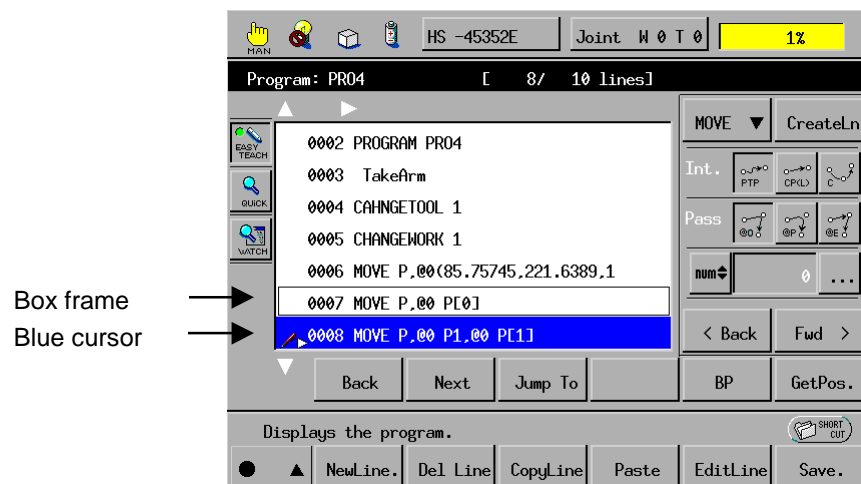 MAN HS -45352E Joint W 0 T 0 1%
Program: PRO4 [ 8/ 10 lines]
EASY TEACH
QUICK
WATCH
0002 PROGRAM PRO4
0003 TakeArm
0004 CAHNGETOOL 1
0005 CHANGEWORK 1
0006 MOVE P,@0(85.75745,221.6389,1
0007 MOVE P,@0 P[0]
0008 MOVE P,@0 P1,@0 P[1]
Box frame
Blue cursor
MOVE ▼ CreateLn
Int. PTP CP(L) C
Pass @0 @P @E
num 0 ...
< Back Fwd >
Back Next Jump To BP GetPos.
Displays the program. SHORT CUT
NewLine. Del Line CopyLine Paste EditLine Save.